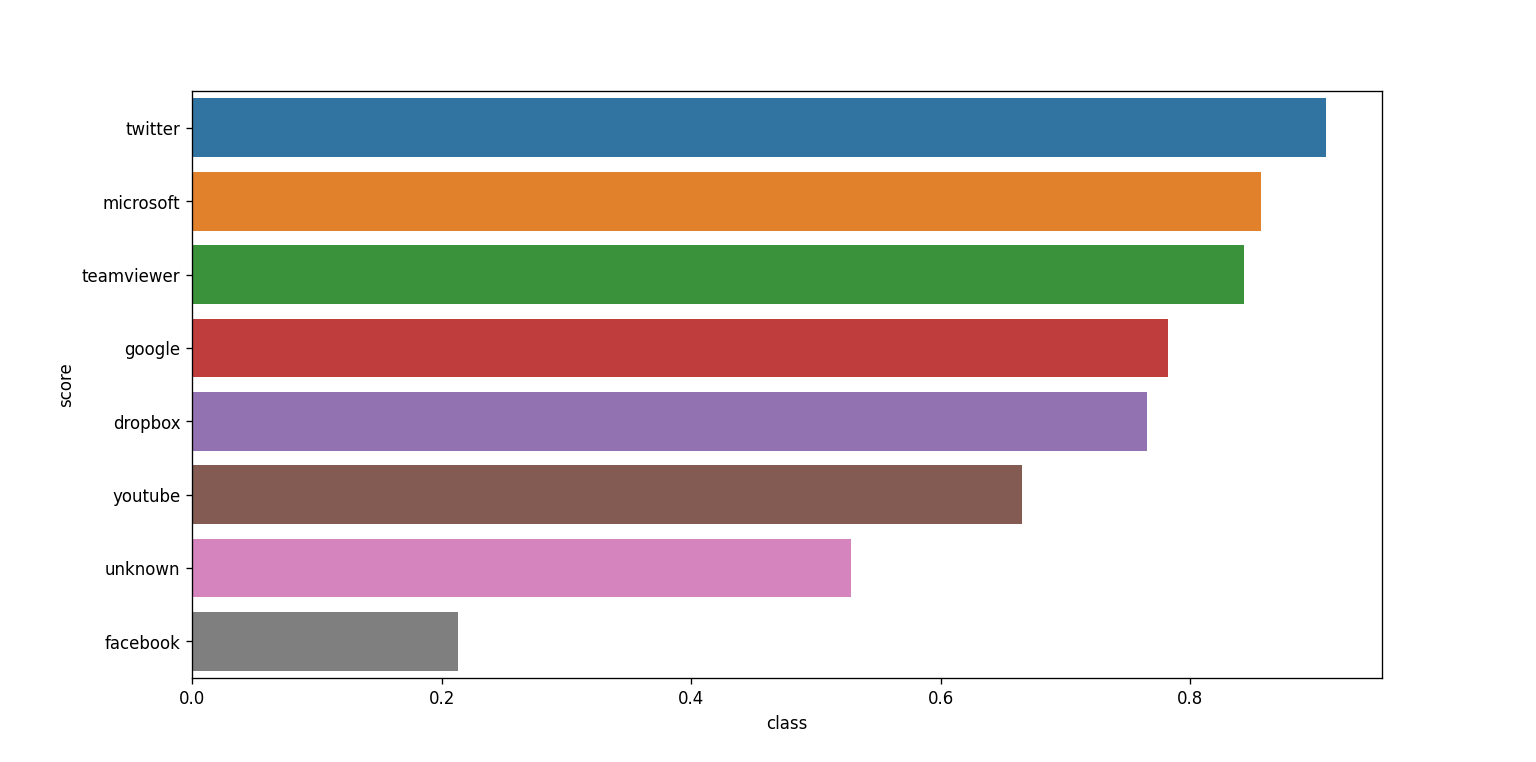 twitter
microsoft
teamviewer
google
dropbox
youtube
unknown
facebook
score
0.0 0.2 0.4 0.6 0.8
class